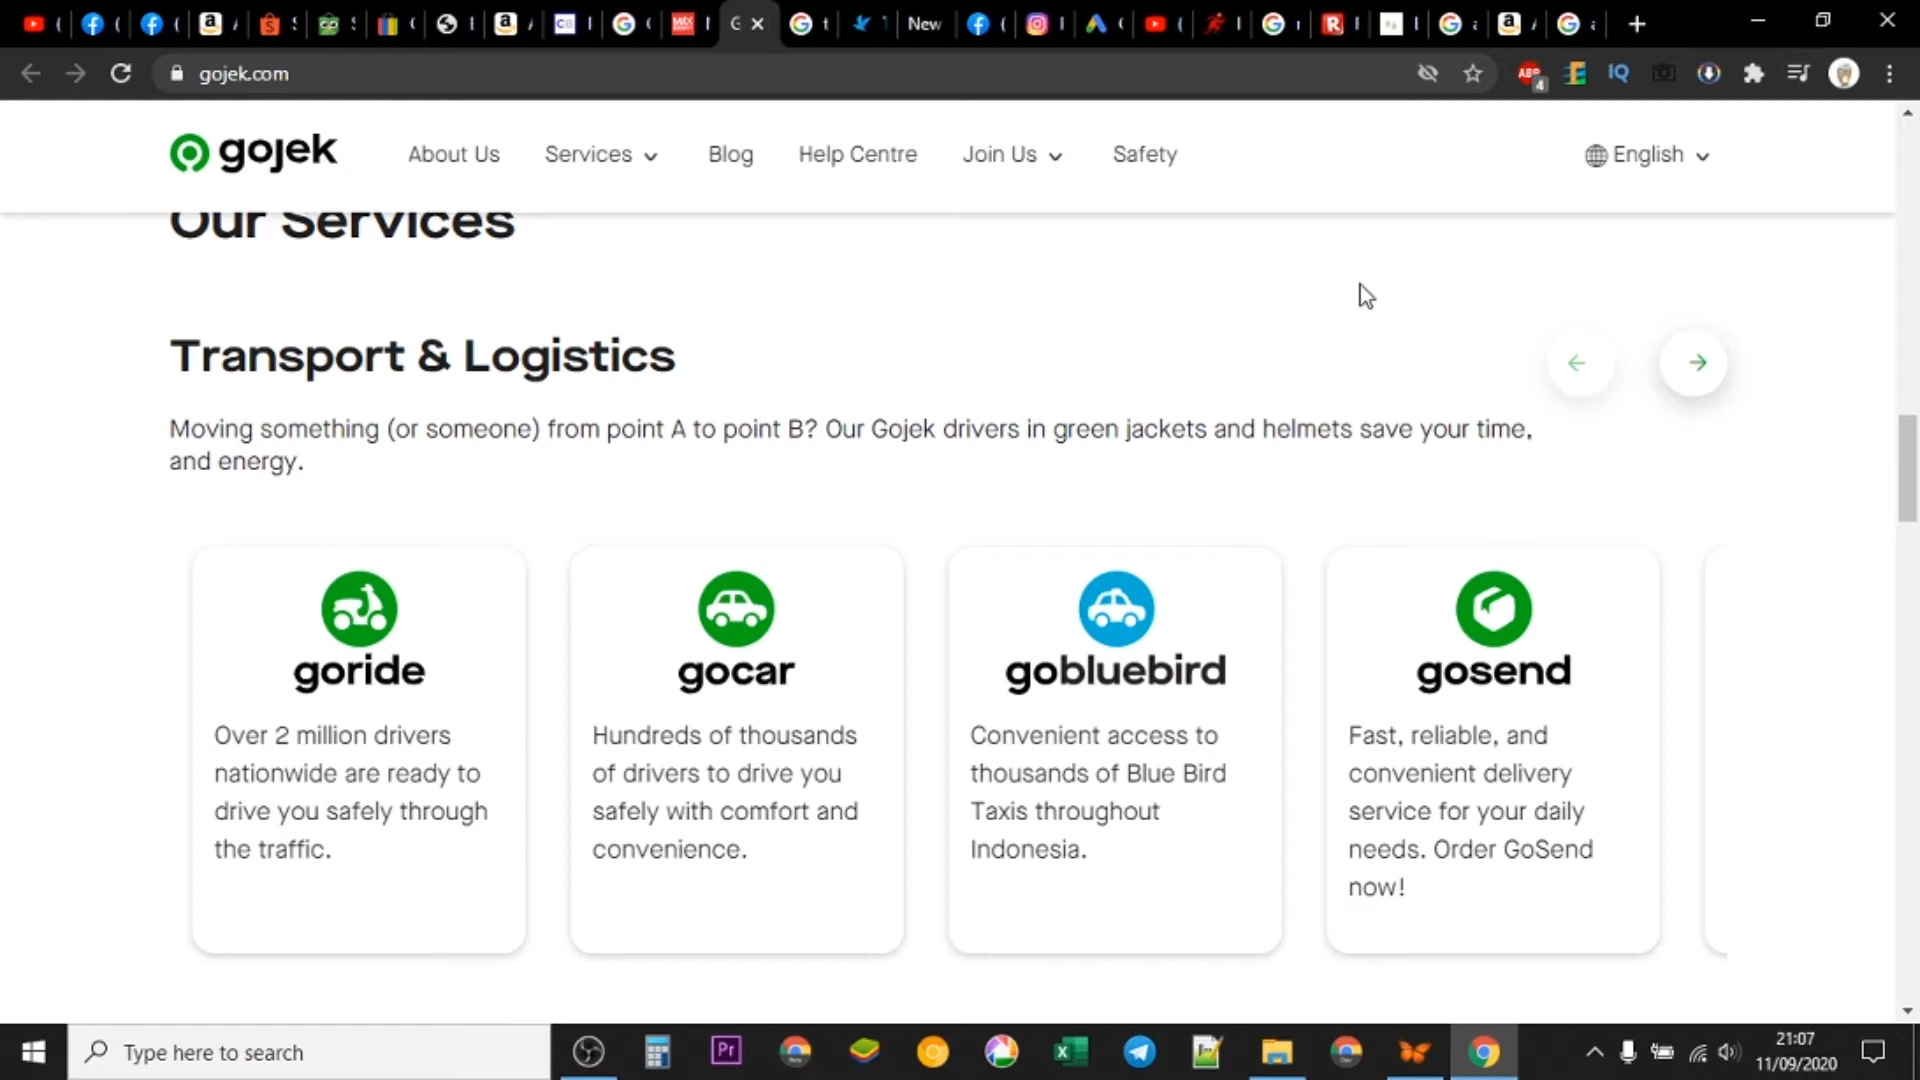 New
gojek.com
ABP
4
IQ
gojek
About Us
Services
Blog
Help Centre
Join Us
Safety
English
Our Services
Transport & Logistics
Moving something (or someone) from point A to point B? Our Gojek drivers in green jackets and helmets save your time,
and energy.
goride
Over 2 million drivers
nationwide are ready to
drive you safely through
the traffic.
gocar
Hundreds of thousands
of drivers to drive you
safely with comfort and
convenience.
gobluebird
Convenient access to
thousands of Blue Bird
Taxis throughout
Indonesia.
gosend
Fast, reliable, and
convenient delivery
service for your daily
needs. Order GoSend
now!
Type here to search
Pr
21:07
11/09/2020